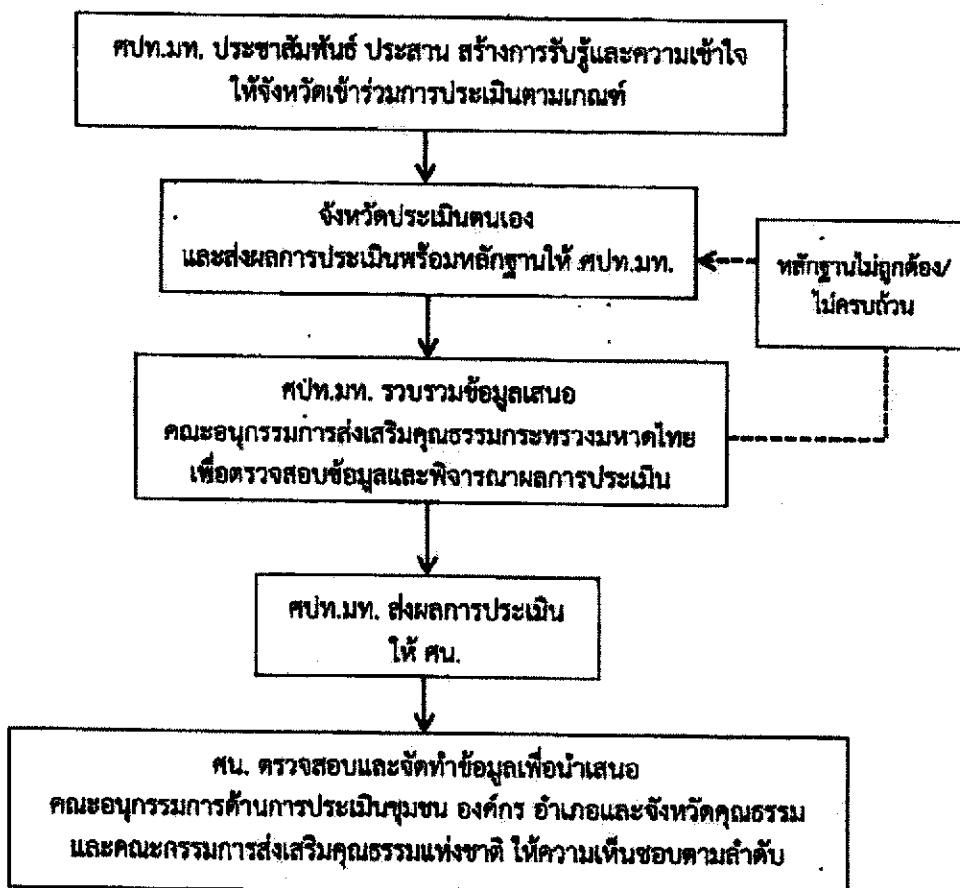 ศปท.มท. ประชาสัมพันธ์ ประสาน สร้างการรับรู้และความเข้าใจ
ให้จังหวัดเข้าร่วมการประเมินตามเกณฑ์
จังหวัดประเมินตนเอง
และส่งผลการประเมินพร้อมหลักฐานให้ ศปท.มท.
หลักฐานไม่ถูกต้อง/
ไม่ครบถ้วน
ศปท.มท. รวบรวมข้อมูลเสนอ
คณะอนุกรรมการส่งเสริมคุณธรรมกระทรวงมหาดไทย
เพื่อตรวจสอบข้อมูลและพิจารณาผลการประเมิน
ศปท.มท. ส่งผลการประเมิน
ให้ ศน.
ศน. ตรวจสอบและจัดทำข้อมูลเพื่อนำเสนอ
คณะอนุกรรมการด้านการประเมินชุมชน องค์กร อำเภอและจังหวัดคุณธรรม
และคณะกรรมการส่งเสริมคุณธรรมแห่งชาติ ให้ความเห็นชอบตามลำดับ